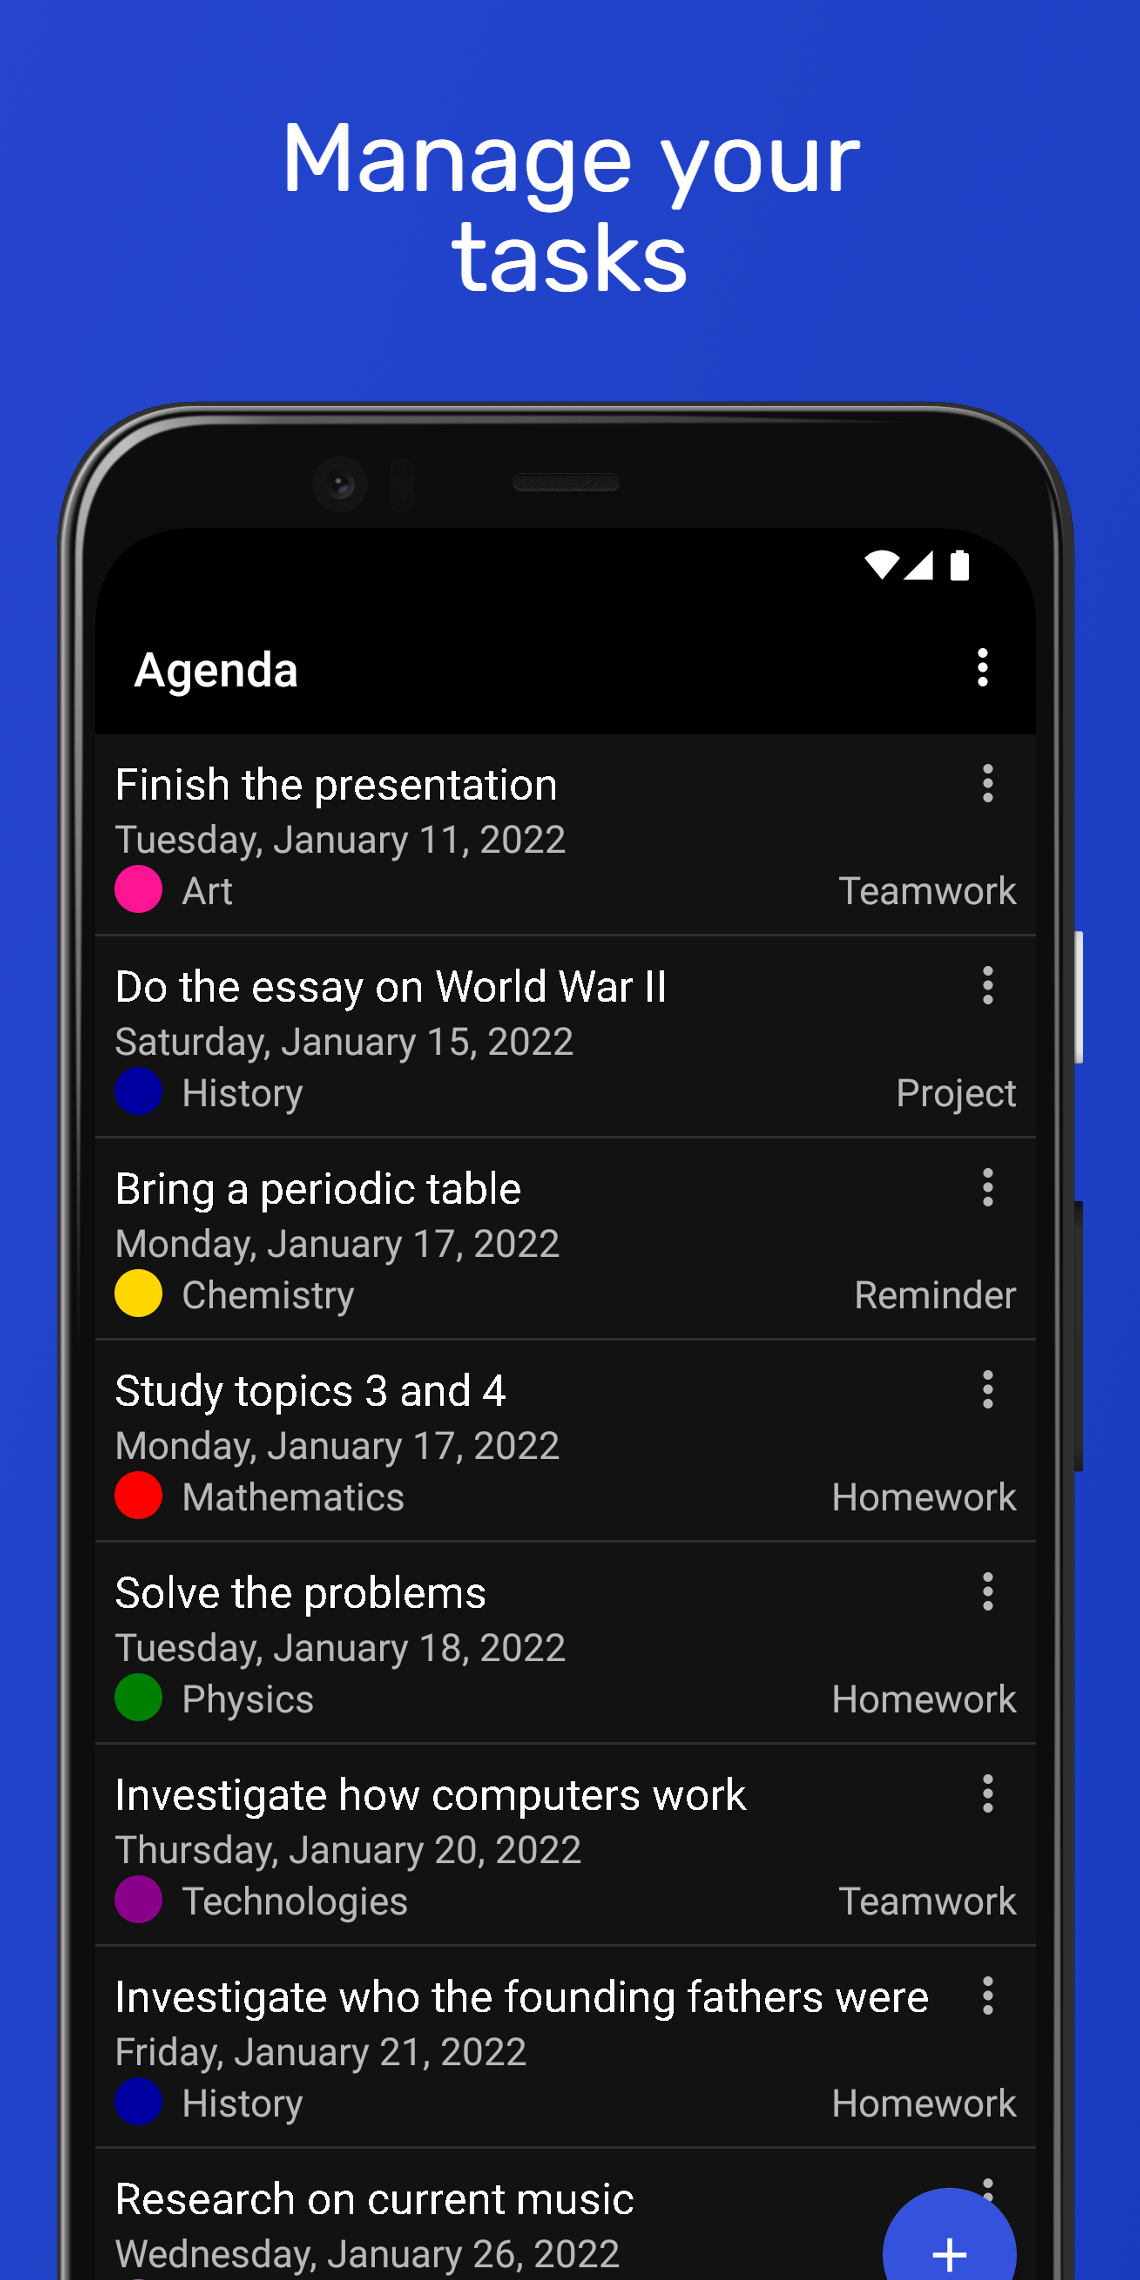 Manage your
tasks
Agenda
Finish the presentation
Tuesday, January 11, 2022
Art Teamwork
Do the essay on World War II
Saturday, January 15, 2022
History Project
Bring a periodic table
Monday, January 17, 2022
Chemistry Reminder
Study topics 3 and 4
Monday, January 17, 2022
Mathematics Homework
Solve the problems
Tuesday, January 18, 2022
Physics Homework
Investigate how computers work
Thursday, January 20, 2022
Technologies Teamwork
Investigate who the founding fathers were
Friday, January 21, 2022
History Homework
Research on current music
Wednesday, January 26, 2022
+